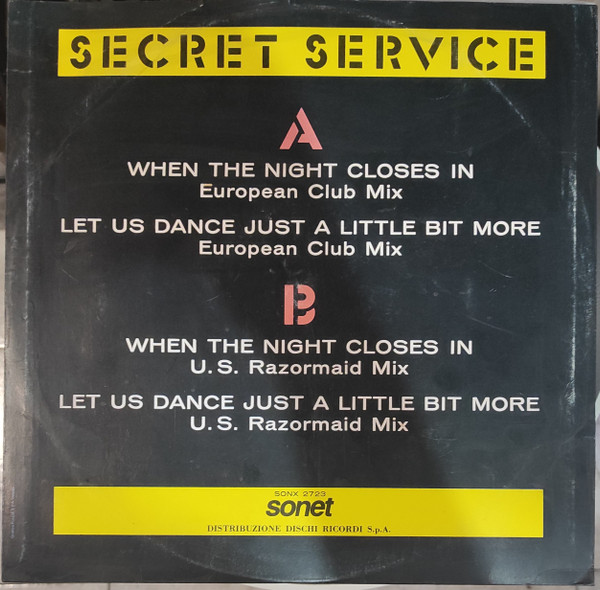 SECRET SERVICE
A
WHEN THE NIGHT CLOSES IN
European Club Mix
LET US DANCE JUST A LITTLE BIT MORE
European Club Mix
B
WHEN THE NIGHT CLOSES IN
U.S. Razormaid Mix
LET US DANCE JUST A LITTLE BIT MORE
U.S. Razormaid Mix
SONX 2723
sonet
DISTRIBUZIONE DISCHI RICORDI S.p.A.